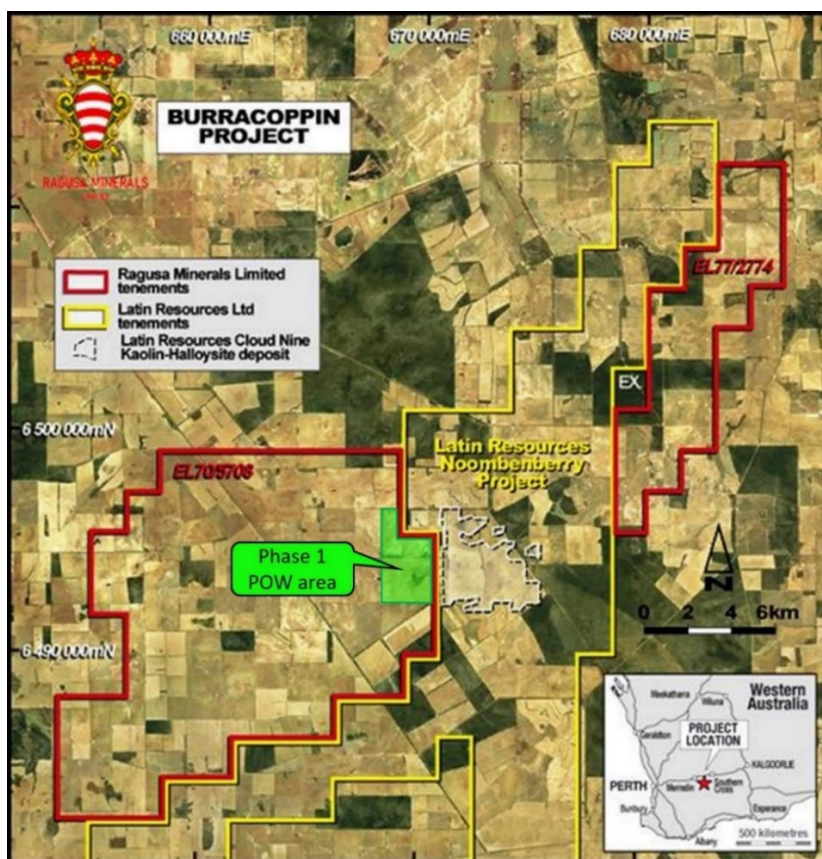 660 000mE
670 000mE
680 000mE
BURRACOPPIN
PROJECT
RAGUSA MINERALS
EL77/2774
Ragusa Minerals Limited
tenements
Latin Resources Ltd
tenements
Latin Resources Cloud Nine
Kaolin-Halloysite deposit
EX.
6 500 000mN
Latin Resources
Noombenberry
Project
EL70/5708
Phase 1
POW area
N
0 2 4 6km
6 490 000mN
Western
Australia
Meekatharra
Wiluna
PROJECT
LOCATION
Geraldton
KALGOORLIE
PERTH
Merredin
Southern
Cross
Bunbury
Esperance
Albany
500 kilometres